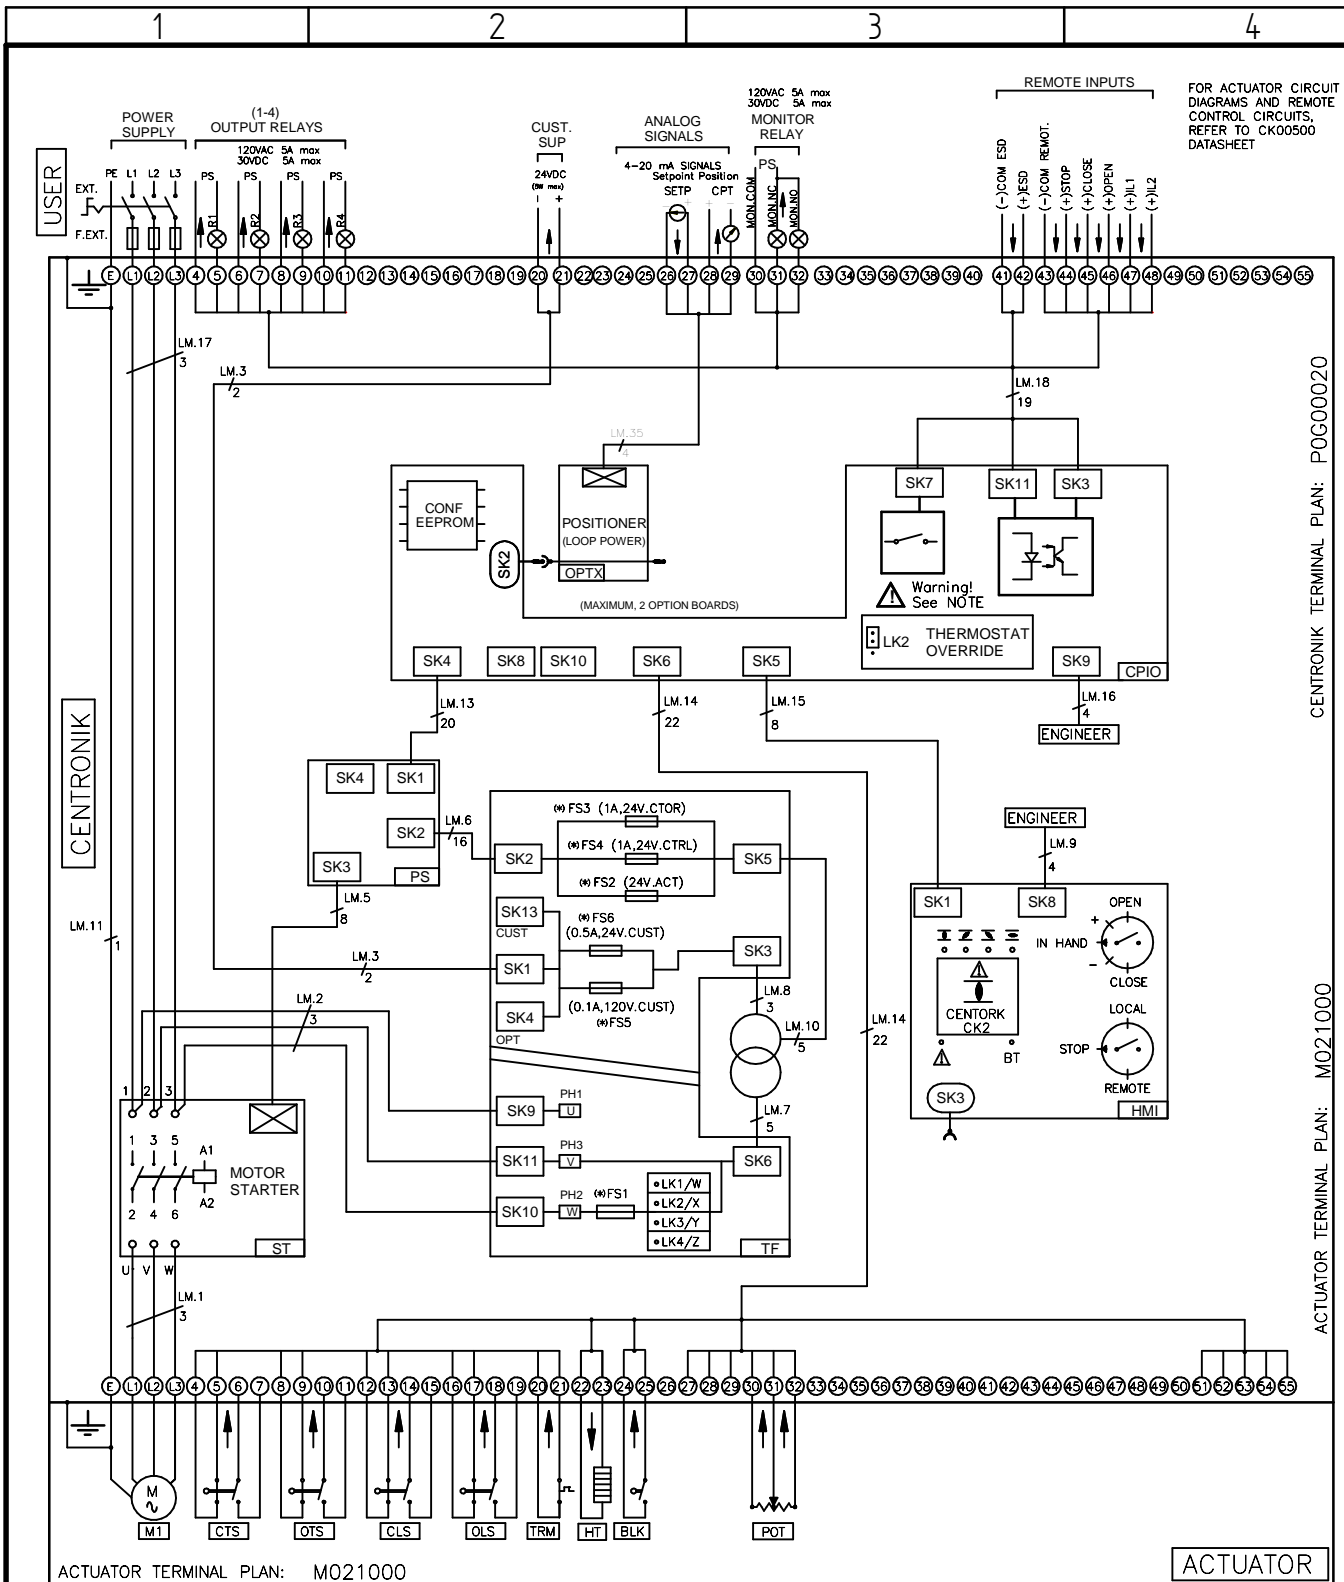 1 2 3 4
USER
POWER
SUPPLY
(1-4)
OUTPUT RELAYS
120VAC 5A max
30VDC 5A max
CUST.
SUP
24VDC
(5W max)
- +
ANALOG
SIGNALS
4-20 mA SIGNALS
Setpoint Position
SETP CPT
- + + -
120VAC 5A max
30VDC 5A max
MONITOR
RELAY
PS
MON.COM
MON.NC
MON.NO
REMOTE INPUTS
(-)COM ESD
(+)ESD
(-)COM REMOT.
(+)STOP
(+)CLOSE
(+)OPEN
(+)IL1
(+)IL2
FOR ACTUATOR CIRCUIT
DIAGRAMS AND REMOTE
CONTROL CIRCUITS,
REFER TO CK00500
DATASHEET
PE L1 L2 L3
EXT.
F.EXT.
PS PS PS PS
R1 R2 R3 R4
E L1 L2 L3 4 5 6 7 8 9 10 11 12 13 14 15 16 17 18 19 20 21 22 23 24 25 26 27 28 29 30 31 32 33 34 35 36 37 38 39 40 41 42 43 44 45 46 47 48 49 50 51 52 53 54 55
LM.17
3
LM.3
2
LM.18
19
LM.35
4
CENTRONIK TERMINAL PLAN: P0G00020
CONF
EEPROM
SK2
POSITIONER
(LOOP POWER)
OPTX
(MAXIMUM, 2 OPTION BOARDS)
SK7 SK11 SK3
Warning!
See NOTE
LK2
THERMOSTAT
OVERRIDE
SK4 SK8 SK10 SK6 SK5 SK9
CPIO
LM.13
20
LM.14
22
LM.15
8
LM.16
4
ENGINEER
CENTRONIK
SK4 SK1
SK2
SK3
PS
LM.6
16
LM.5
8
LM.11
1
LM.3
2
LM.2
3
(*)FS3 (1A,24V.CTOR)
(*)FS4 (1A,24V.CTRL)
(*)FS2 (24V.ACT)
SK2 SK5
SK13
CUST
(*)FS6
(0.5A,24V.CUST)
SK1 SK3
(0.1A,120V.CUST)
(*)FS5
SK4
OPT
LM.8
3
LM.10
5
LM.7
5
LM.14
22
SK9
PH1
U
SK11
PH3
V
SK6
SK10
PH2
W
(*)FS1
LK1/W
LK2/X
LK3/Y
LK4/Z
TF
ENGINEER
LM.9
4
SK1 SK8
OPEN
+
IN HAND
-
CLOSE
CENTORK
CK2
LOCAL
BT
STOP
REMOTE
SK3
HMI
ACTUATOR TERMINAL PLAN: M021000
1 2 3
1 3 5
A1
A2
2 4 6
MOTOR
STARTER
ST
U V W
LM.1
3
E L1 L2 L3 4 5 6 7 8 9 10 11 12 13 14 15 16 17 18 19 20 21 22 23 24 25 26 27 28 29 30 31 32 33 34 35 36 37 38 39 40 41 42 43 44 45 46 47 48 49 50 51 52 53 54 55
M
M1 CTS OTS CLS OLS TRM HT BLK POT
ACTUATOR TERMINAL PLAN: M021000
ACTUATOR